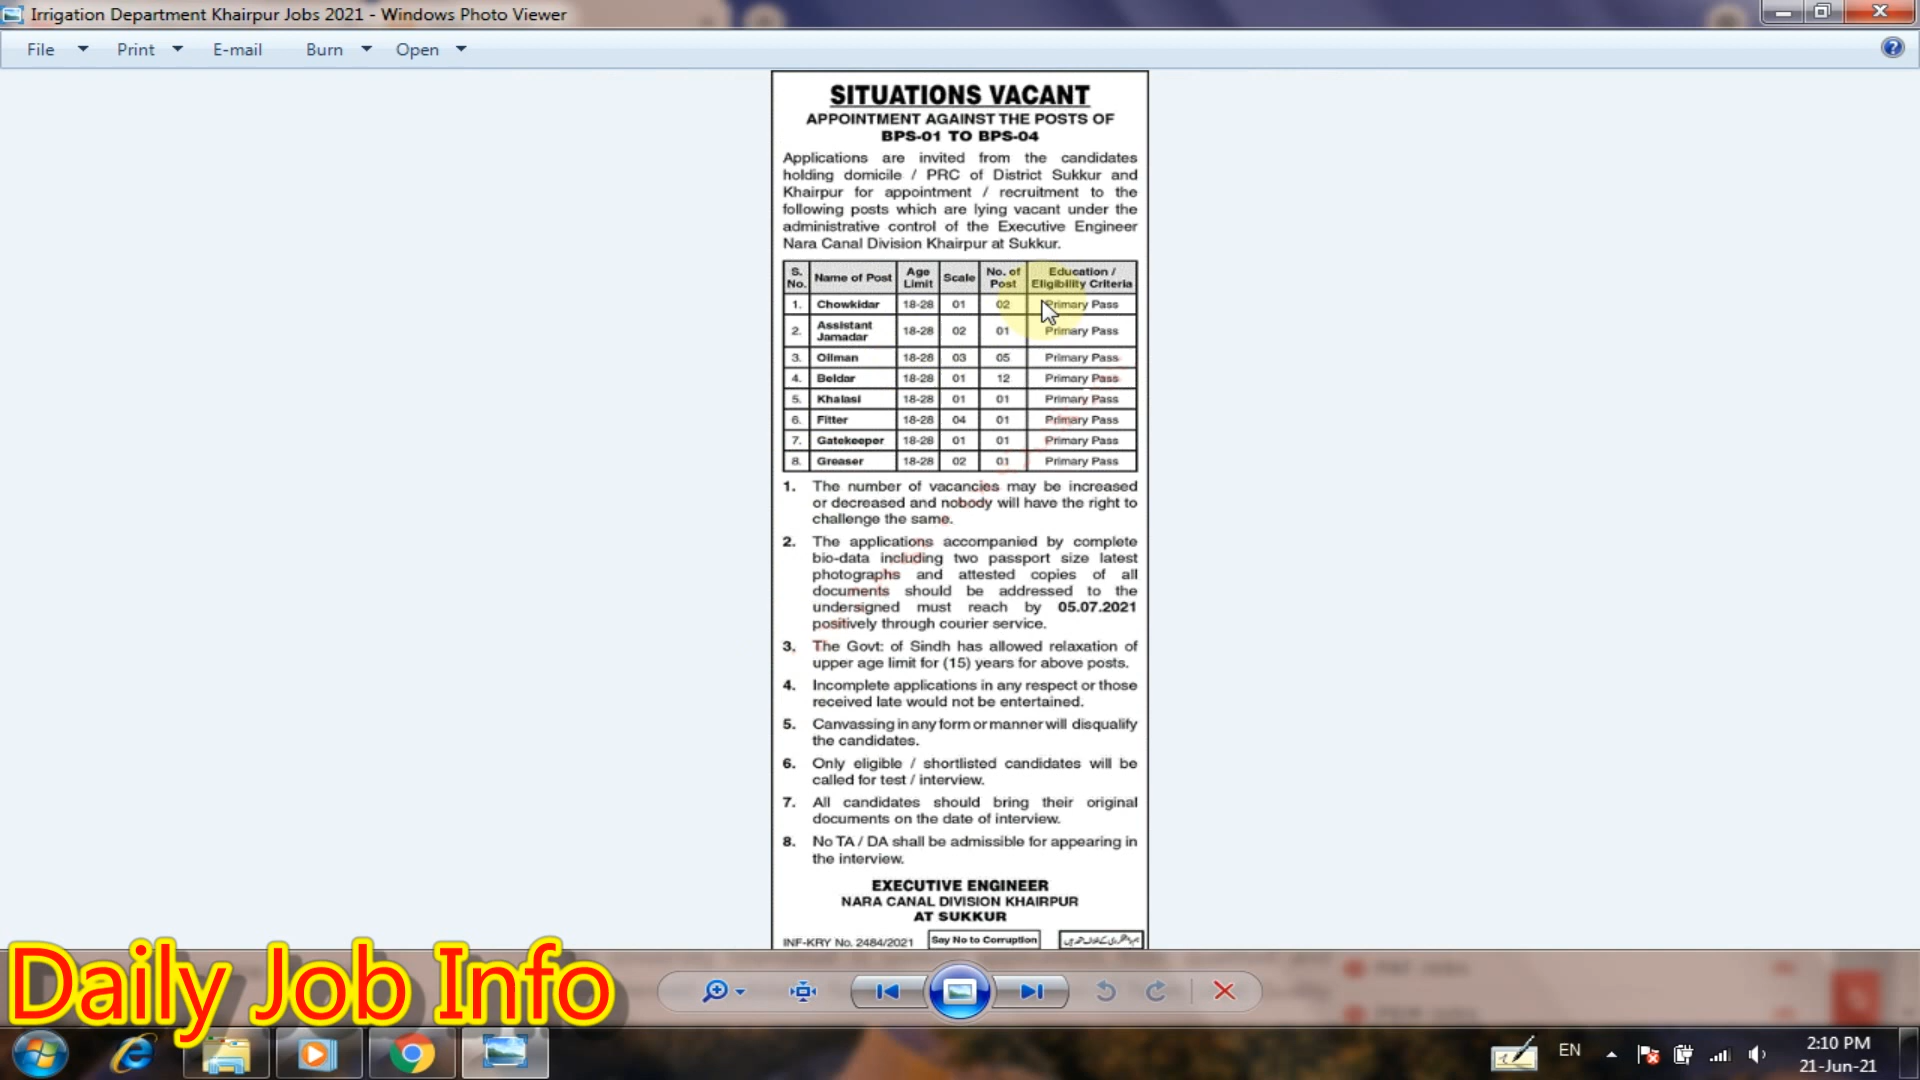 Irrigation Department Khairpur Jobs 2021 - Windows Photo Viewer
File Print E-mail Burn Open
SITUATIONS VACANT
APPOINTMENT AGAINST THE POSTS OF
BPS-01 TO BPS-04
Applications are invited from the candidates
holding domicile / PRC of District Sukkur and
Khairpur for appointment / recruitment to the
following posts which are lying vacant under the
administrative control of the Executive Engineer
Nara Canal Division Khairpur at Sukkur.
S. No. Name of Post Age Limit Scale No. of Post Education / Eligibility Criteria
1. Chowkidar 18-28 01 02 Primary Pass
2. Assistant Jamadar 18-28 02 01 Primary Pass
3. Oilman 18-28 03 05 Primary Pass
4. Beldar 18-28 01 12 Primary Pass
5. Khalasi 18-28 01 01 Primary Pass
6. Fitter 18-28 04 01 Primary Pass
7. Gatekeeper 18-28 01 01 Primary Pass
8. Greaser 18-28 02 01 Primary Pass
1. The number of vacancies may be increased
or decreased and nobody will have the right to
challenge the same.
2. The applications accompanied by complete
bio-data including two passport size latest
photographs and attested copies of all
documents should be addressed to the
undersigned must reach by 05.07.2021
positively through courier service.
3. The Govt: of Sindh has allowed relaxation of
upper age limit for (15) years for above posts.
4. Incomplete applications in any respect or those
received late would not be entertained.
5. Canvassing in any form or manner will disqualify
the candidates.
6. Only eligible / shortlisted candidates will be
called for test / interview.
7. All candidates should bring their original
documents on the date of interview.
8. No TA / DA shall be admissible for appearing in
the interview.
EXECUTIVE ENGINEER
NARA CANAL DIVISION KHAIRPUR
AT SUKKUR
INF-KRY No. 2484/2021 Say No to Corruption
Daily Job Info
EN
2:10 PM
21-Jun-21